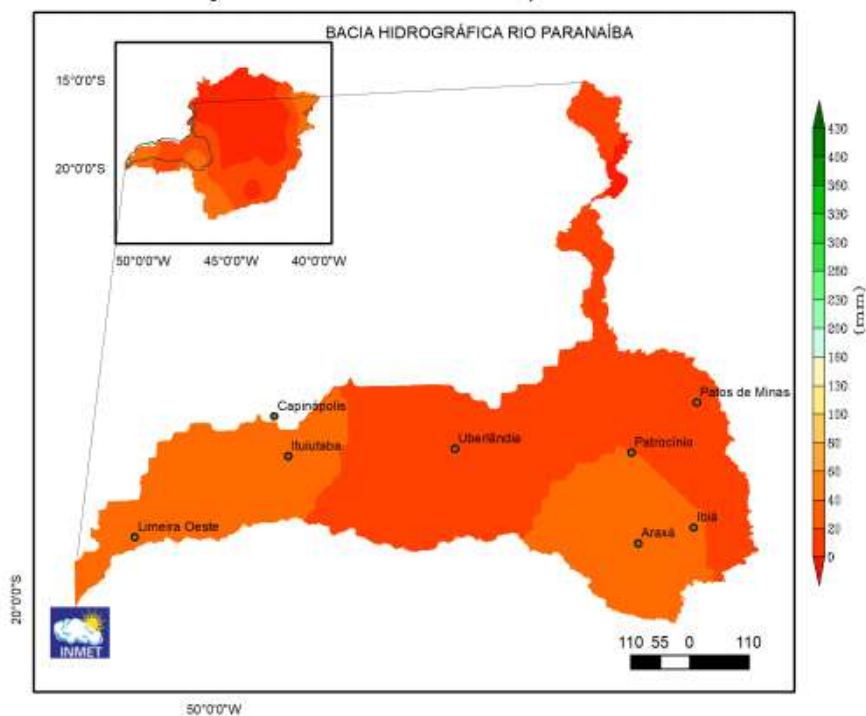 BACIA HIDROGRÁFICA RIO PARANAÍBA
15°0'0"S
20°0'0"S
50°0'0"W
45°0'0"W
40°0'0"W
430
400
360
330
300
260
230
200
160
130
100
80
60
40
20
0
(mm)
Patos de Minas
Capinópolis
Uberlândia
Ituiutaba
Patrocínio
Limeira Oeste
Ibiá
Araxá
20°0'0"S
INMET
110 55 0 110
50°0'0"W